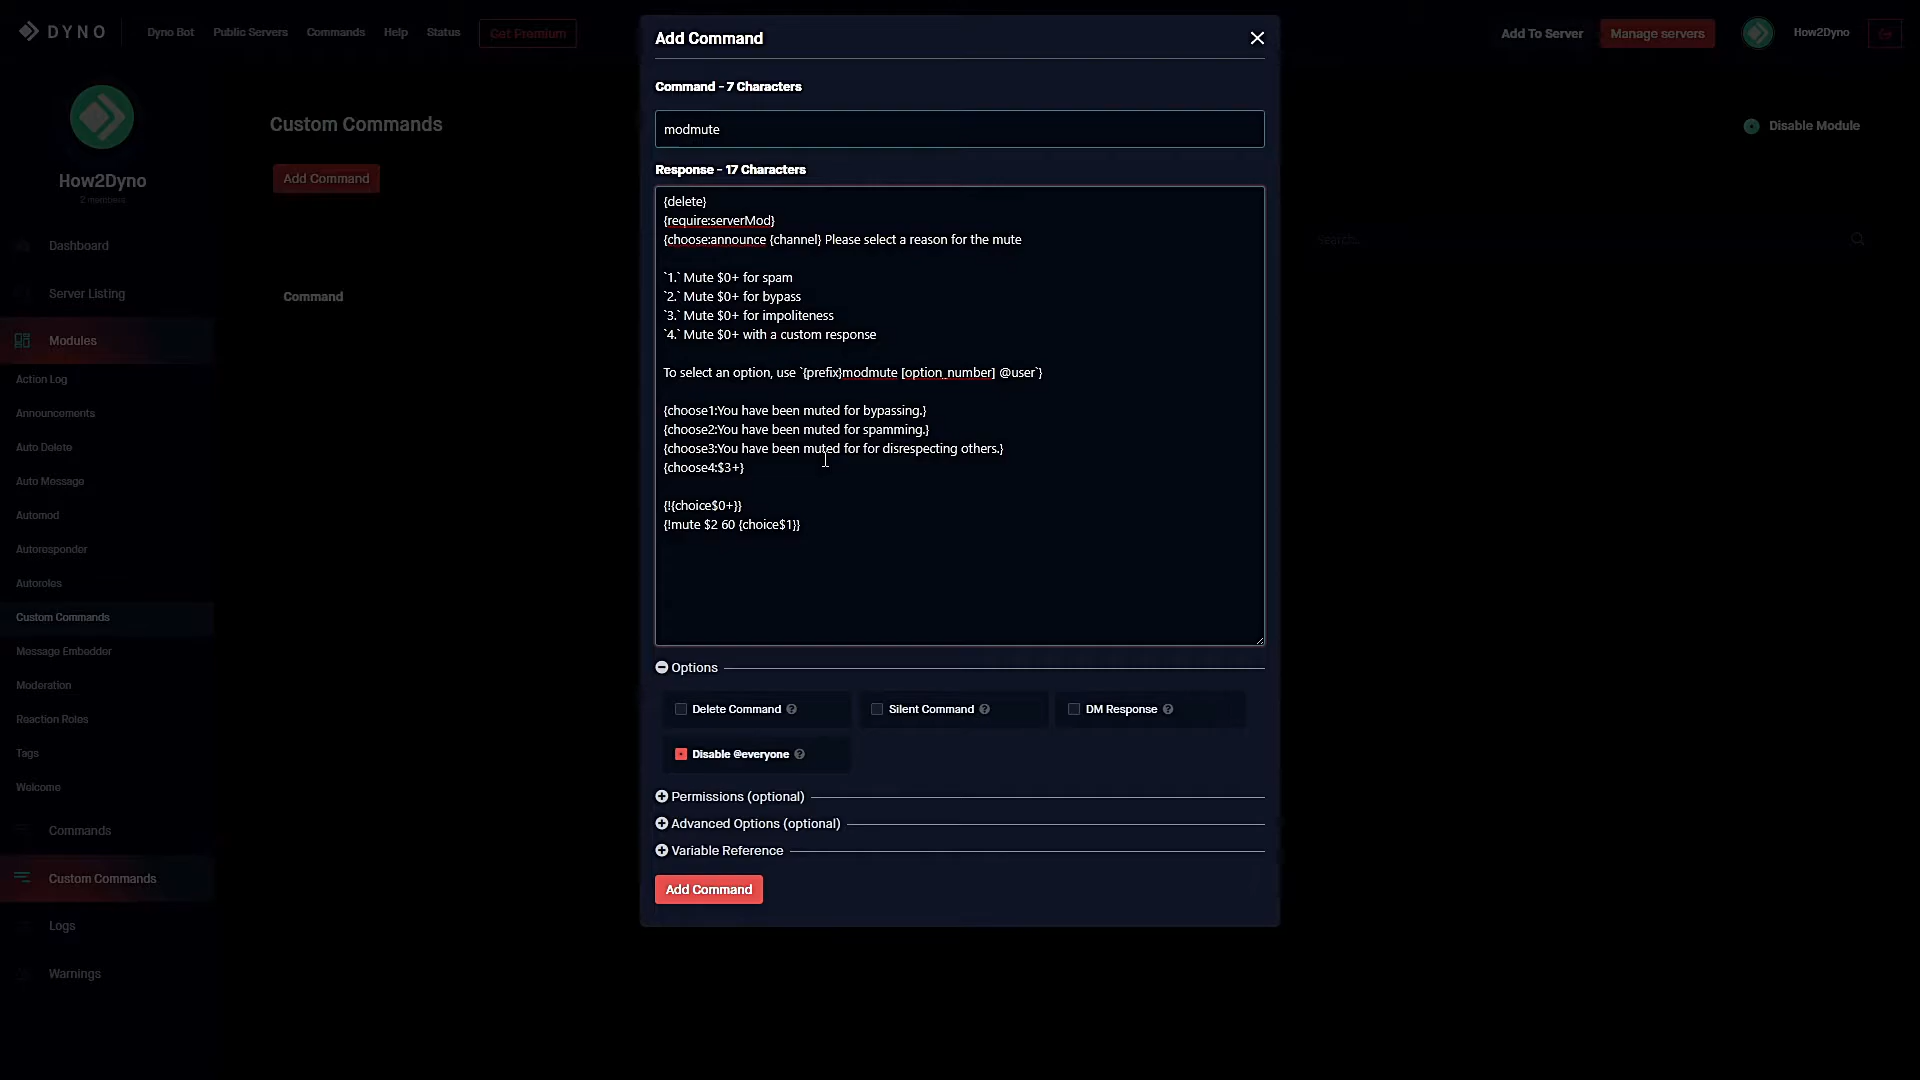 DYNO
Dyno Bot
Public Servers
Commands
Help
Status
Get Premium
Add To Server
Manage servers
How2Dyno
How2Dyno
2 members
Dashboard
Server Listing
Modules
Action Log
Announcements
Auto Delete
Auto Message
Automod
Autoresponder
Autoroles
Custom Commands
Message Embedder
Moderation
Reaction Roles
Tags
Welcome
Commands
Custom Commands
Logs
Warnings
Custom Commands
Add Command
Command
Disable Module
Search...
Add Command
Command - 7 Characters
modmute
Response - 17 Characters
{delete}
{require:serverMod}
{choose:announce {channel} Please select a reason for the mute
`1.` Mute $0+ for spam
`2.` Mute $0+ for bypass
`3.` Mute $0+ for impoliteness
`4.` Mute $0+ with a custom response
To select an option, use `{prefix}modmute [option_number] @user`}
{choose1:You have been muted for bypassing.}
{choose2:You have been muted for spamming.}
{choose3:You have been muted for for disrespecting others.}
{choose4:$3+}
{!{choice$0+}}
{!mute $2 60 {choice$1}}
Options
Delete Command
Silent Command
DM Response
Disable @everyone
Permissions (optional)
Advanced Options (optional)
Variable Reference
Add Command